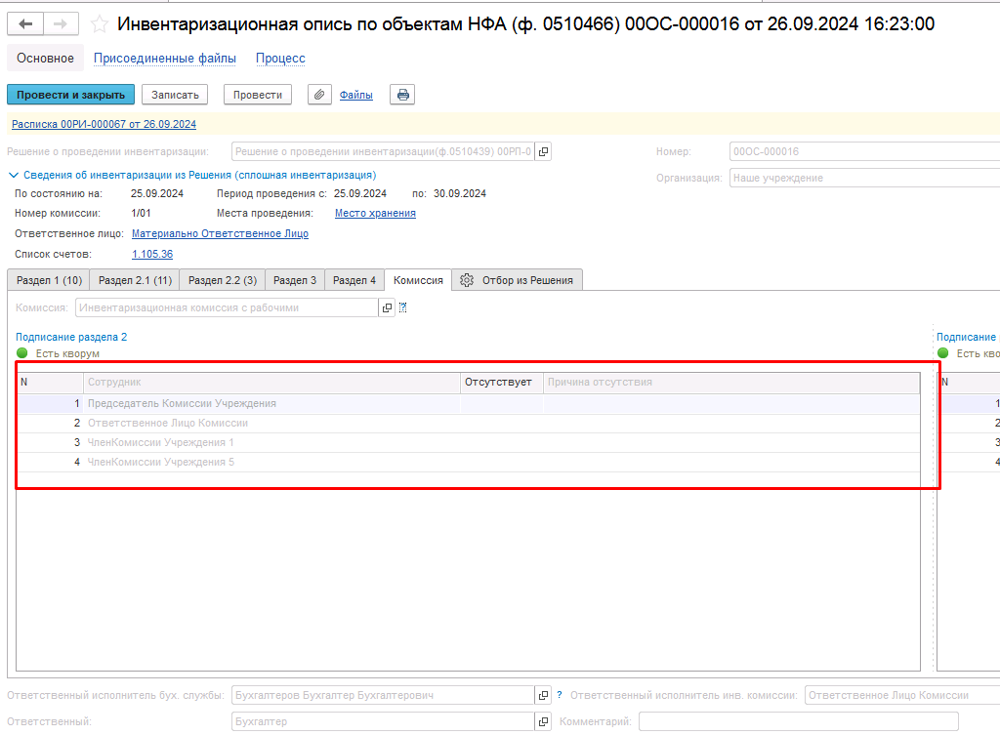 Инвентаризационная опись по объектам НФА (ф. 0510466) 00ОС-000016 от 26.09.2024 16:23:00
Основное Присоединенные файлы Процесс
Провести и закрыть Записать Провести Файлы
Расписка 00РИ-000067 от 26.09.2024
Решение о проведении инвентаризации: Решение о проведении инвентаризации(ф.0510439) 00РП-0 Номер: 00ОС-000016
Сведения об инвентаризации из Решения (сплошная инвентаризация) Организация: Наше учреждение
По состоянию на: 25.09.2024 Период проведения с: 25.09.2024 по: 30.09.2024
Номер комиссии: 1/01 Места проведения: Место хранения
Ответственное лицо: Материально Ответственное Лицо
Список счетов: 1.105.36
Раздел 1 (10) Раздел 2.1 (11) Раздел 2.2 (3) Раздел 3 Раздел 4 Комиссия Отбор из Решения
Комиссия: Инвентаризационная комиссия с рабочими
Подписание раздела 2 Подписание
Есть кворум Есть кво
N Сотрудник Отсутствует Причина отсутствия N
1 Председатель Комиссии Учреждения 1
2 Ответственное Лицо Комиссии 2
3 ЧленКомиссии Учреждения 1 3
4 ЧленКомиссии Учреждения 5 4
Ответственный исполнитель бух. службы: Бухгалтеров Бухгалтер Бухгалтерович ? Ответственный исполнитель инв. комиссии: Ответственное Лицо Комиссии
Ответственный: Бухгалтер Комментарий: